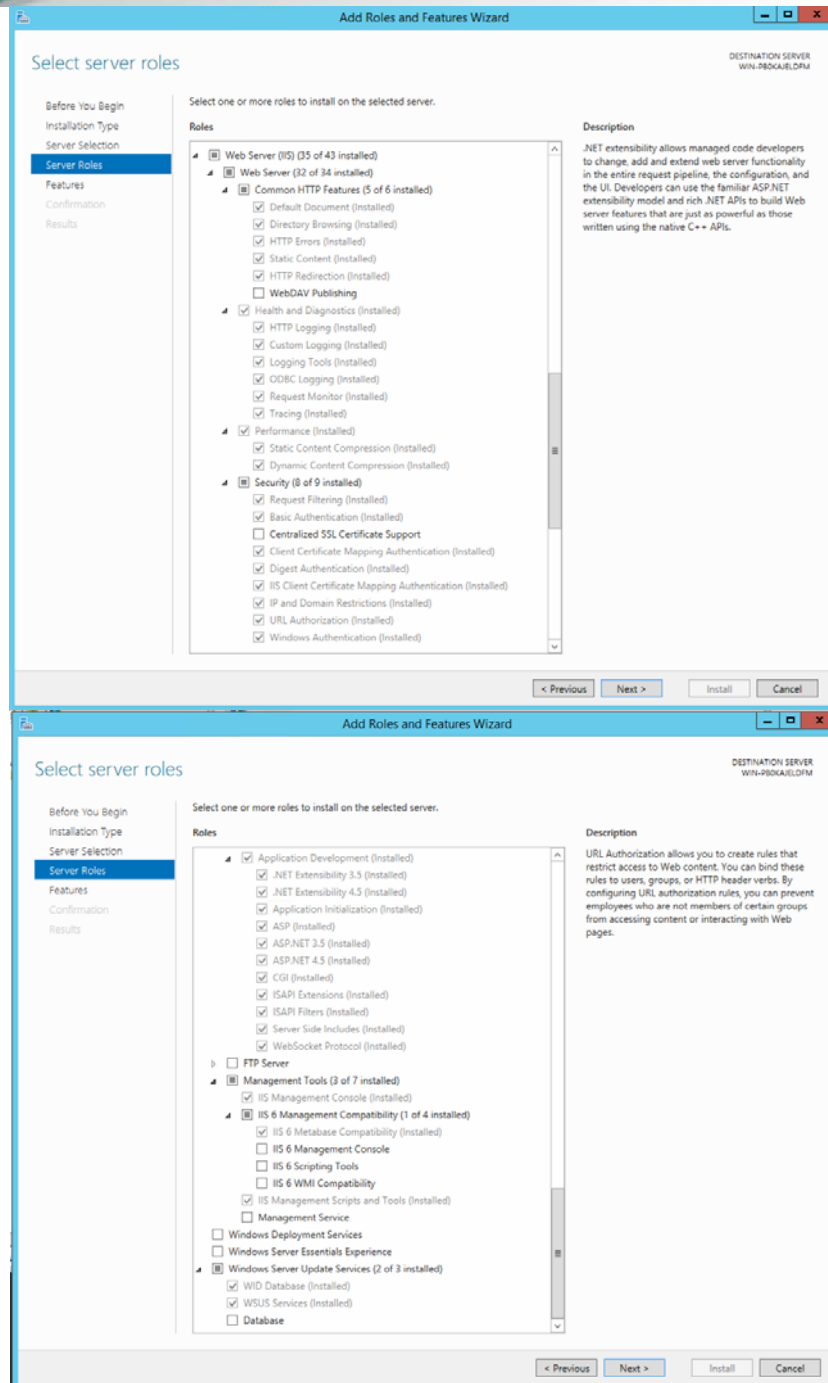 Add Roles and Features Wizard
Select server roles
DESTINATION SERVER
WIN-PB0KAJELDFM
Before You Begin
Installation Type
Server Selection
Server Roles
Features
Confirmation
Results
Select one or more roles to install on the selected server.
Roles
Web Server (IIS) (35 of 43 installed)
Web Server (32 of 34 installed)
Common HTTP Features (5 of 6 installed)
Default Document (Installed)
Directory Browsing (Installed)
HTTP Errors (Installed)
Static Content (Installed)
HTTP Redirection (Installed)
WebDAV Publishing
Health and Diagnostics (Installed)
HTTP Logging (Installed)
Custom Logging (Installed)
Logging Tools (Installed)
ODBC Logging (Installed)
Request Monitor (Installed)
Tracing (Installed)
Performance (Installed)
Static Content Compression (Installed)
Dynamic Content Compression (Installed)
Security (8 of 9 installed)
Request Filtering (Installed)
Basic Authentication (Installed)
Centralized SSL Certificate Support
Client Certificate Mapping Authentication (Installed)
Digest Authentication (Installed)
IIS Client Certificate Mapping Authentication (Installed)
IP and Domain Restrictions (Installed)
URL Authorization (Installed)
Windows Authentication (Installed)
Description
.NET extensibility allows managed code developers
to change, add and extend web server functionality
in the entire request pipeline, the configuration, and
the UI. Developers can use the familiar ASP.NET
extensibility model and rich .NET APIs to build Web
server features that are just as powerful as those
written using the native C++ APIs.
< Previous
Next >
Install
Cancel
Add Roles and Features Wizard
Select server roles
DESTINATION SERVER
WIN-PB0KAJELDFM
Before You Begin
Installation Type
Server Selection
Server Roles
Features
Confirmation
Results
Select one or more roles to install on the selected server.
Roles
Application Development (Installed)
.NET Extensibility 3.5 (Installed)
.NET Extensibility 4.5 (Installed)
Application Initialization (Installed)
ASP (Installed)
ASP.NET 3.5 (Installed)
ASP.NET 4.5 (Installed)
CGI (Installed)
ISAPI Extensions (Installed)
ISAPI Filters (Installed)
Server Side Includes (Installed)
WebSocket Protocol (Installed)
FTP Server
Management Tools (3 of 7 installed)
IIS Management Console (Installed)
IIS 6 Management Compatibility (1 of 4 installed)
IIS 6 Metabase Compatibility (Installed)
IIS 6 Management Console
IIS 6 Scripting Tools
IIS 6 WMI Compatibility
IIS Management Scripts and Tools (Installed)
Management Service
Windows Deployment Services
Windows Server Essentials Experience
Windows Server Update Services (2 of 3 installed)
WID Database (Installed)
WSUS Services (Installed)
Database
Description
URL Authorization allows you to create rules that
restrict access to Web content. You can bind these
rules to users, groups, or HTTP header verbs. By
configuring URL authorization rules, you can prevent
employees who are not members of certain groups
from accessing content or interacting with Web
pages.
< Previous
Next >
Install
Cancel